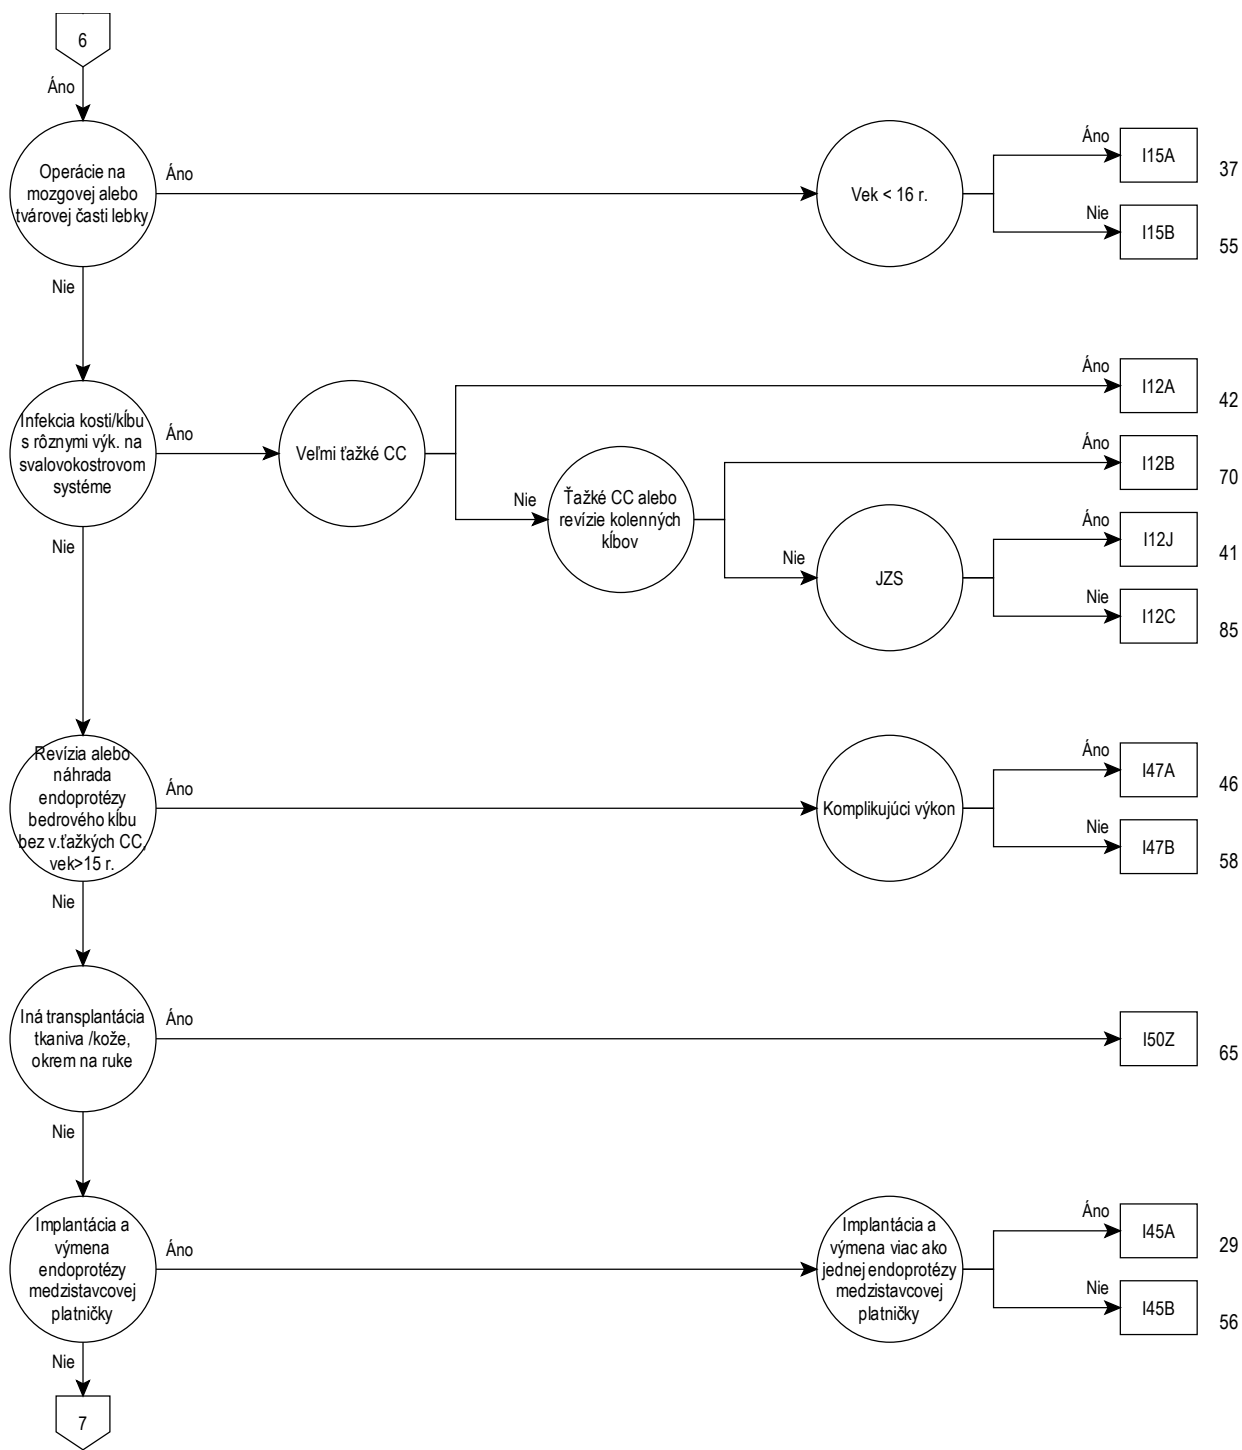 6
Áno
Operácie na
mozgovej alebo
tvárovej časti lebky
Áno
Vek < 16 r.
Áno
I15A
37
Nie
I15B
55
Nie
Infekcia kosti/kĺbu
s rôznymi výk. na
svalovokostrovom
systéme
Áno
Veľmi ťažké CC
Áno
I12A
42
Nie
Ťažké CC alebo
revízie kolenných
kĺbov
Áno
I12B
70
Nie
JZS
Áno
I12J
41
Nie
I12C
85
Nie
Revízia alebo
náhrada
endoprotézy
bedrového kĺbu
bez v.ťažkých CC,
vek>15 r.
Áno
Komplikujúci výkon
Áno
I47A
46
Nie
I47B
58
Nie
Iná transplantácia
tkaniva /kože,
okrem na ruke
Áno
I50Z
65
Nie
Implantácia a
výmena
endoprotézy
medzistavcovej
platničky
Áno
Implantácia a
výmena viac ako
jednej endoprotézy
medzistavcovej
platničky
Áno
I45A
29
Nie
I45B
56
Nie
7